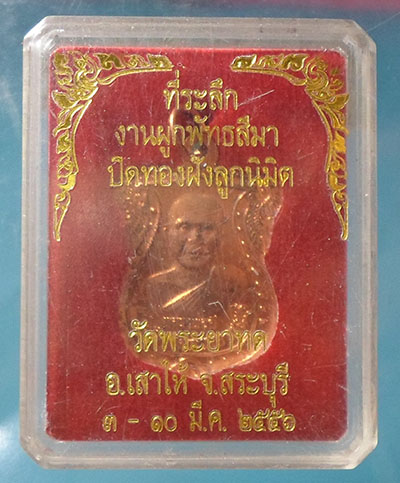 ที่ระลึก
งานผูกพัทธสีมา
ปิดทองฝังลูกนิมิต
วัดพระยาทด
อ.เสาไห้ จ.สระบุรี
๓ - ๑๐ มี.ค. ๒๕๕๖